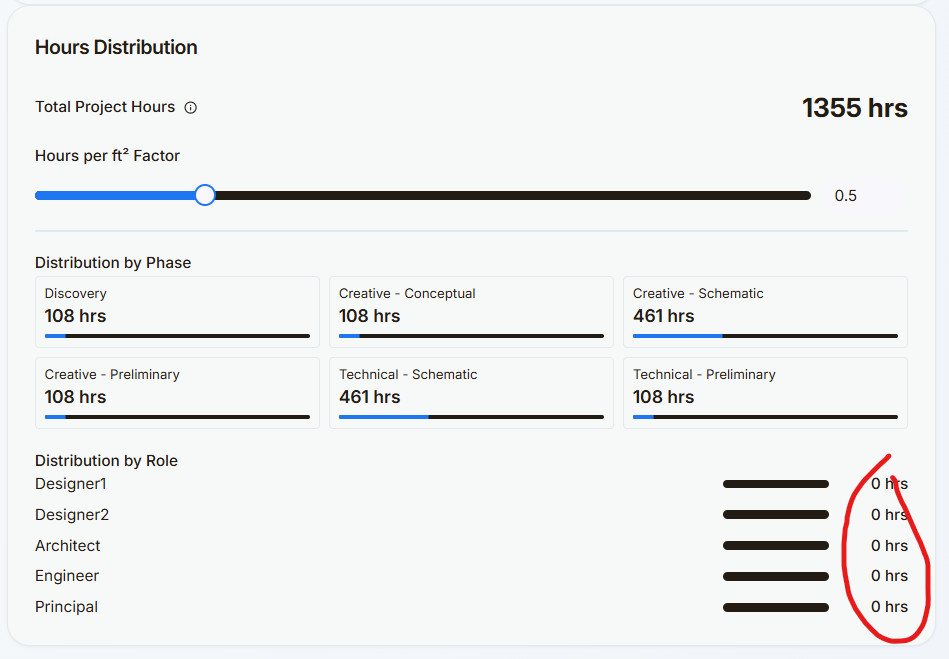 Hours Distribution
Total Project Hours
1355 hrs
Hours per ft² Factor
0.5
Distribution by Phase
Discovery
108 hrs
Creative - Conceptual
108 hrs
Creative - Schematic
461 hrs
Creative - Preliminary
108 hrs
Technical - Schematic
461 hrs
Technical - Preliminary
108 hrs
Distribution by Role
Designer1 0 hrs
Designer2 0 hrs
Architect 0 hrs
Engineer 0 hrs
Principal 0 hrs